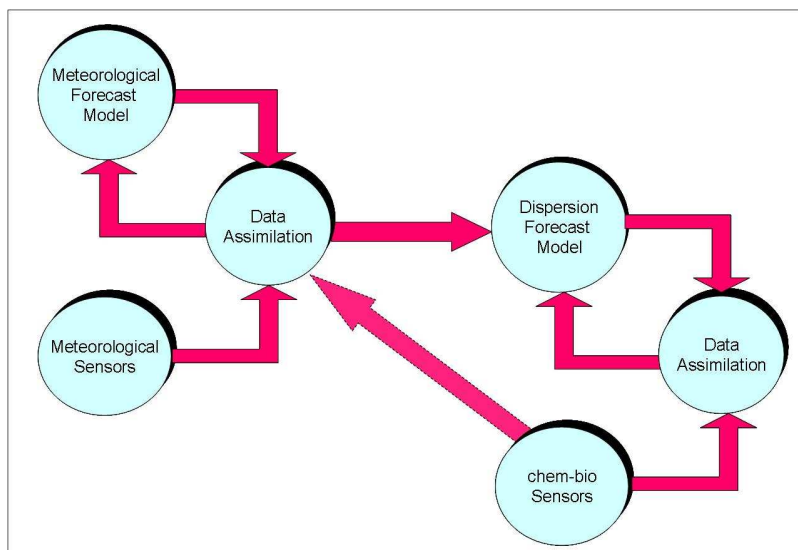 Meteorological
Forecast
Model
Data
Assimilation
Dispersion
Forecast
Model
Meteorological
Sensors
Data
Assimilation
chem-bio
Sensors